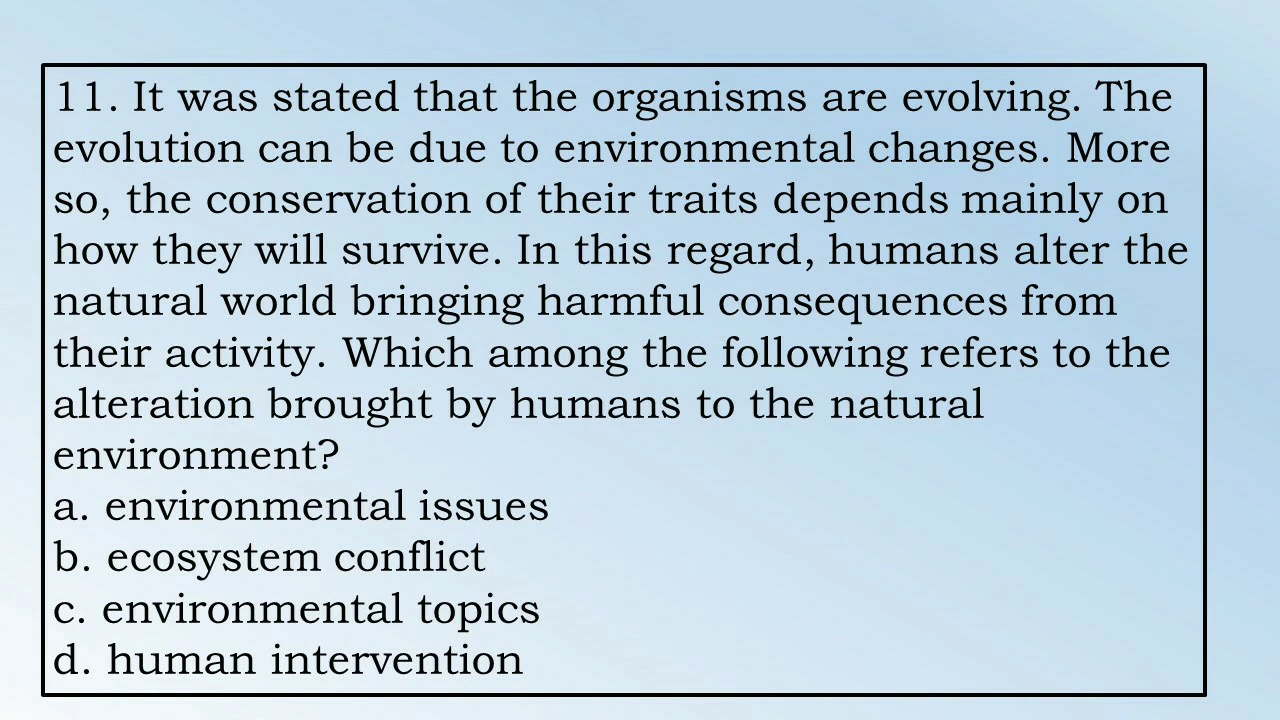 11. It was stated that the organisms are evolving. The
evolution can be due to environmental changes. More
so, the conservation of their traits depends mainly on
how they will survive. In this regard, humans alter the
natural world bringing harmful consequences from
their activity. Which among the following refers to the
alteration brought by humans to the natural
environment?
a. environmental issues
b. ecosystem conflict
c. environmental topics
d. human intervention